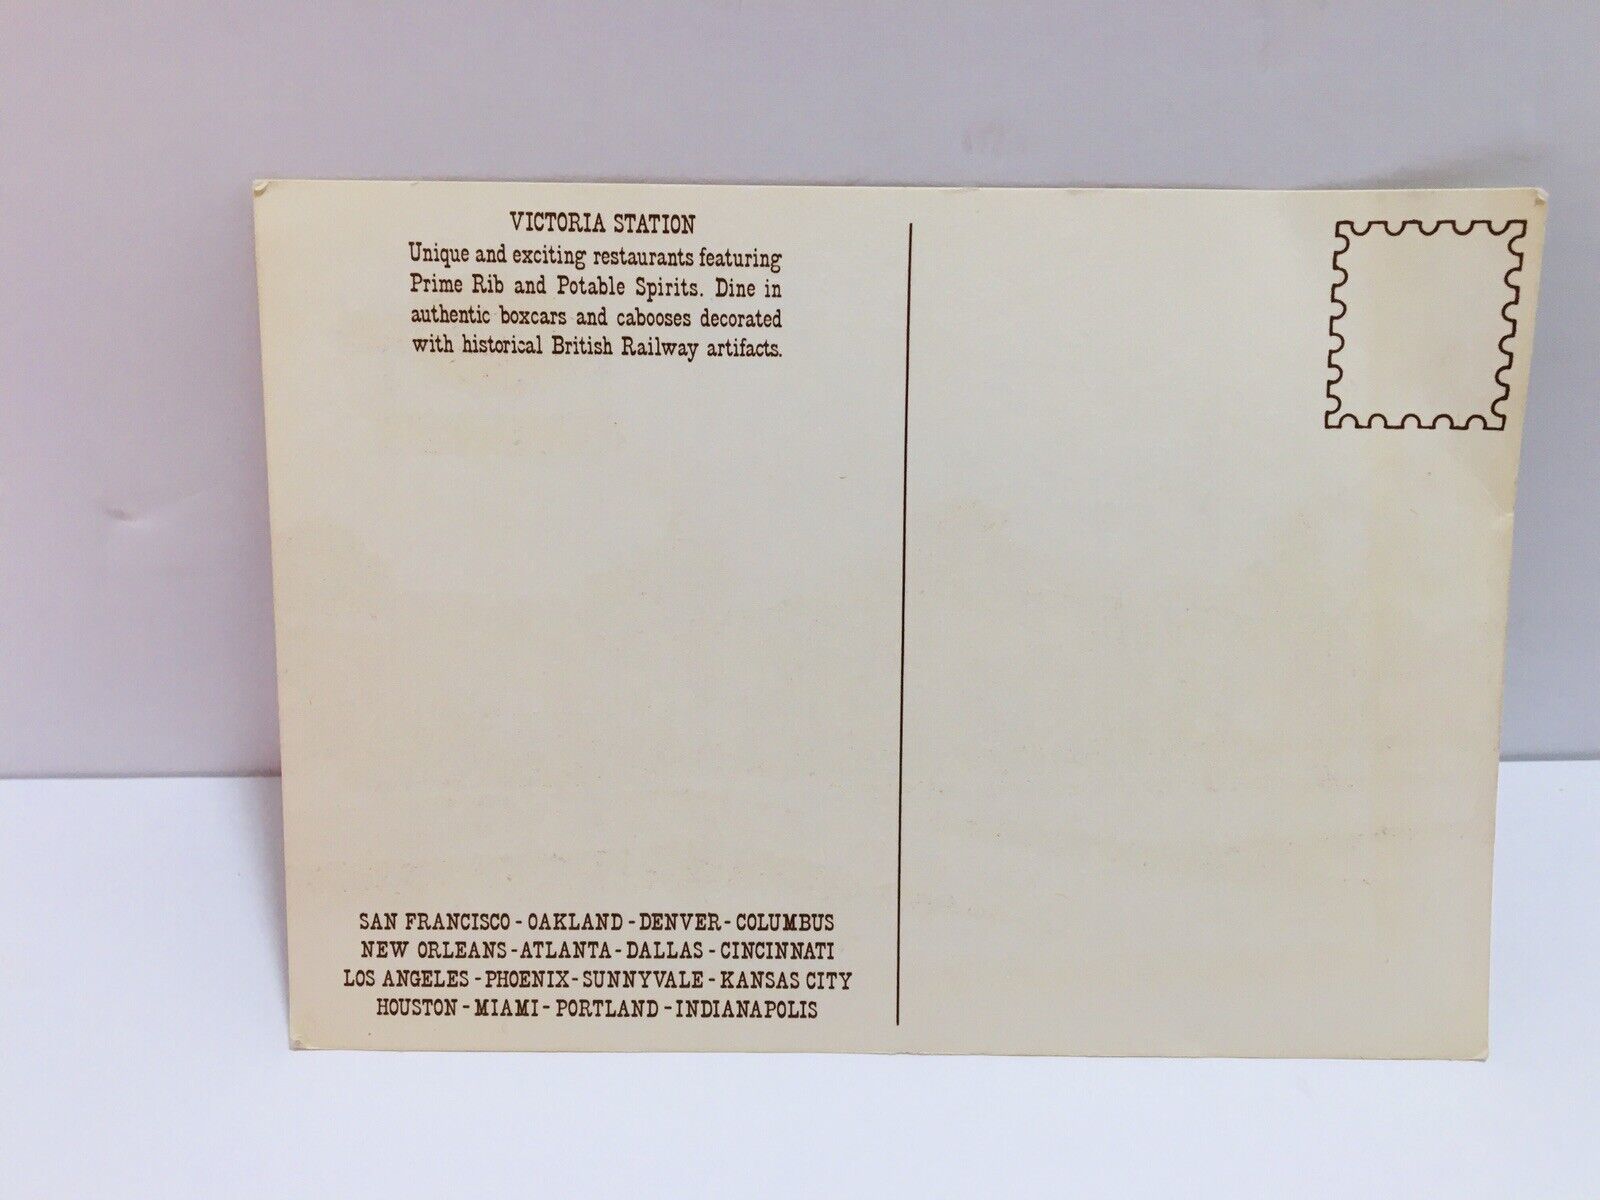 VICTORIA STATION
Unique and exciting restaurants featuring
Prime Rib and Potable Spirits. Dine in
authentic boxcars and cabooses decorated
with historical British Railway artifacts.
SAN FRANCISCO - OAKLAND - DENVER - COLUMBUS
NEW ORLEANS - ATLANTA - DALLAS - CINCINNATI
LOS ANGELES - PHOENIX - SUNNYVALE - KANSAS CITY
HOUSTON - MIAMI - PORTLAND - INDIANAPOLIS